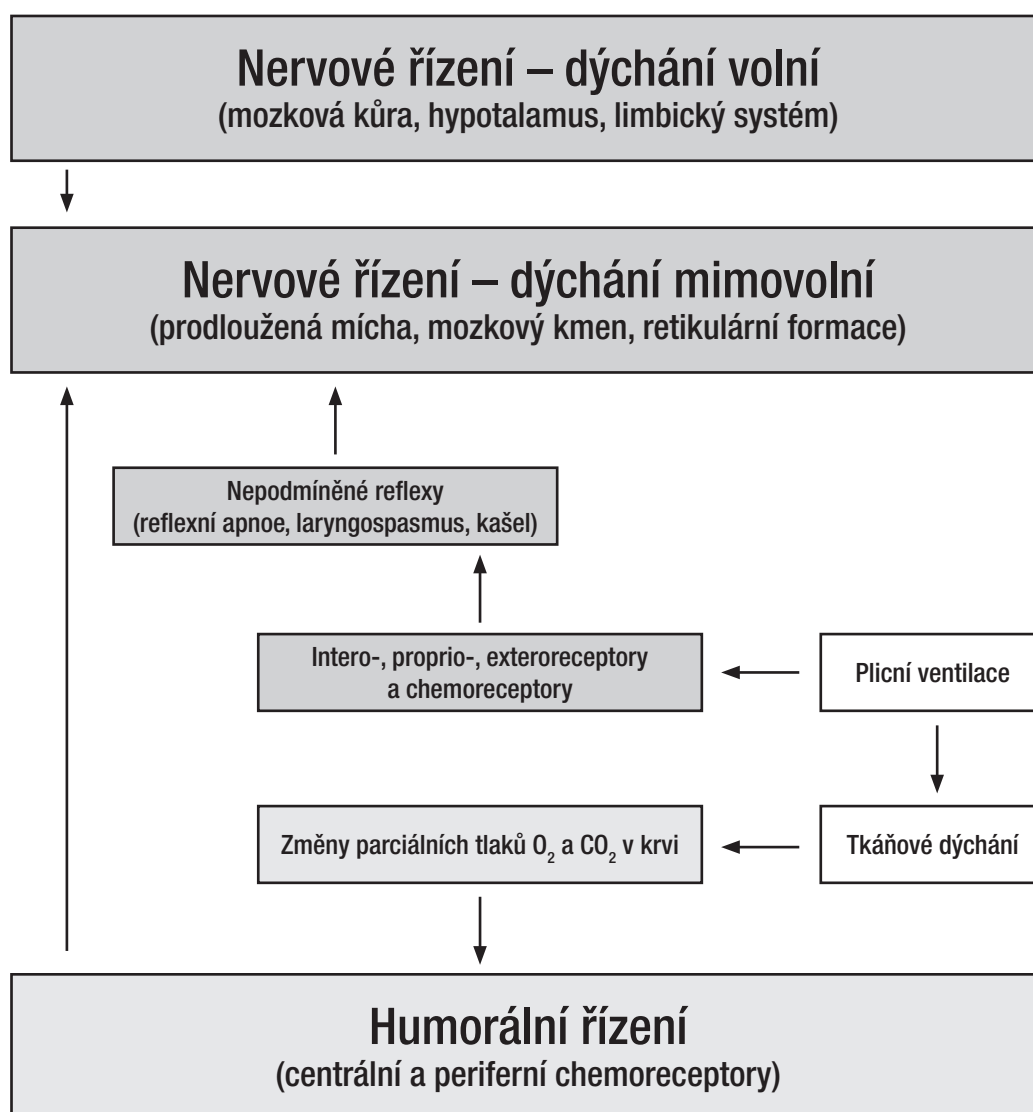 Nervové řízení – dýchání volní
(mozková kůra, hypotalamus, limbický systém)
Nervové řízení – dýchání mimovolní
(prodloužená mícha, mozkový kmen, retikulární formace)
Nepodmíněné reflexy
(reflexní apnoe, laryngospasmus, kašel)
Intero-, proprio-, exteroreceptory
a chemoreceptory
Plicní ventilace
Změny parciálních tlaků O₂ a CO₂ v krvi
Tkáňové dýchání
Humorální řízení
(centrální a periferní chemoreceptory)